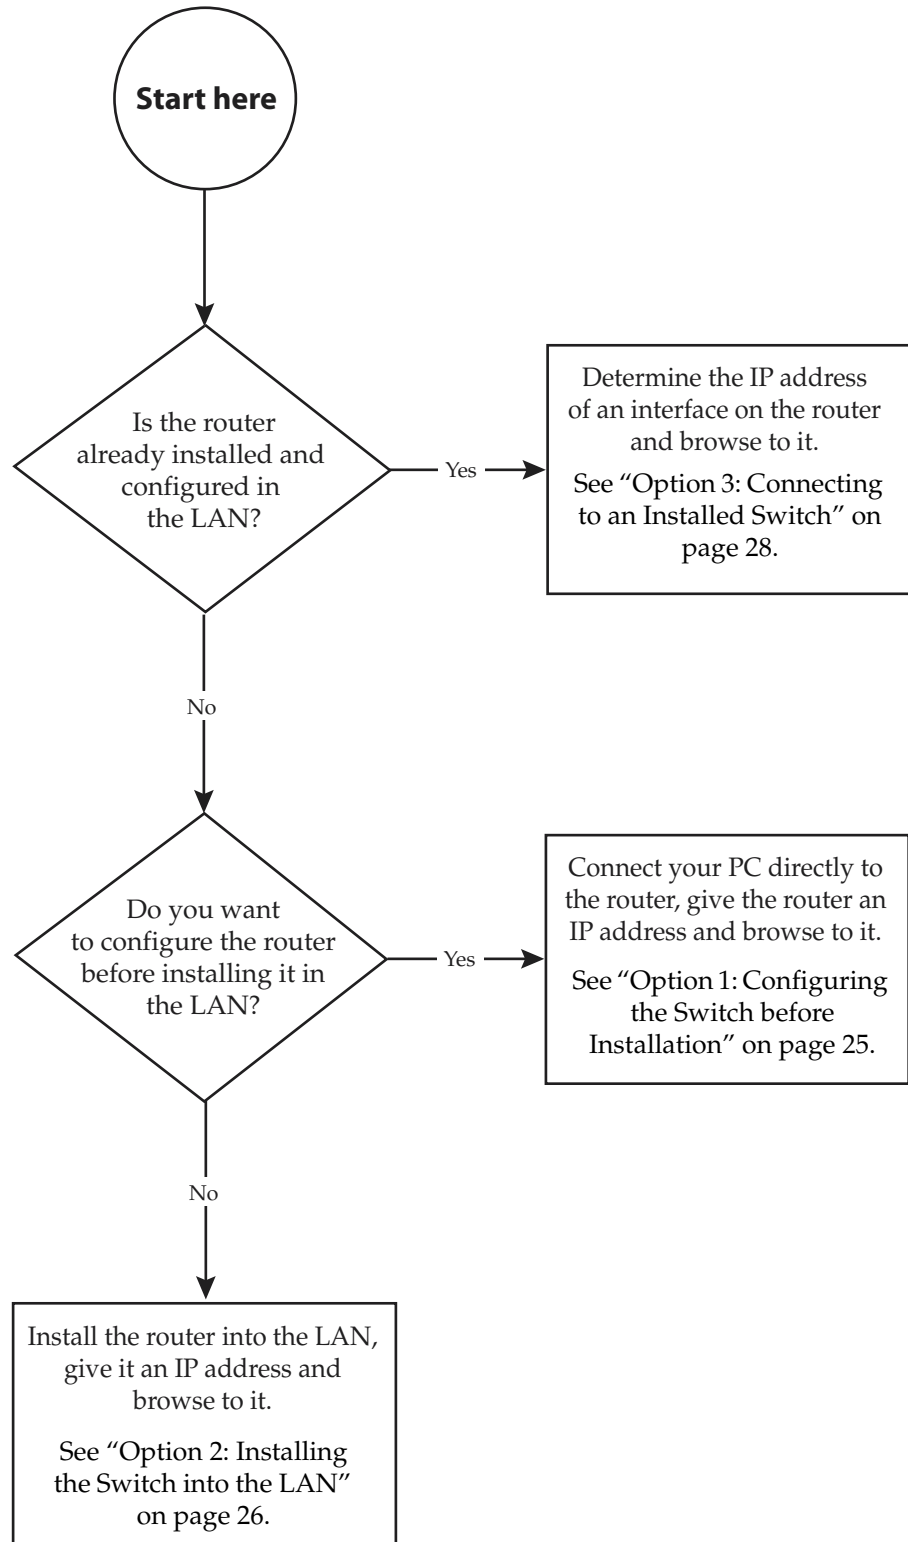 Start here
Is the router
already installed and
configured in
the LAN?
Yes
Determine the IP address
of an interface on the router
and browse to it.
See “Option 3: Connecting
to an Installed Switch” on
page 28.
No
Do you want
to configure the router
before installing it in
the LAN?
Yes
Connect your PC directly to
the router, give the router an
IP address and browse to it.
See “Option 1: Configuring
the Switch before
Installation” on page 25.
No
Install the router into the LAN,
give it an IP address and
browse to it.
See “Option 2: Installing
the Switch into the LAN”
on page 26.